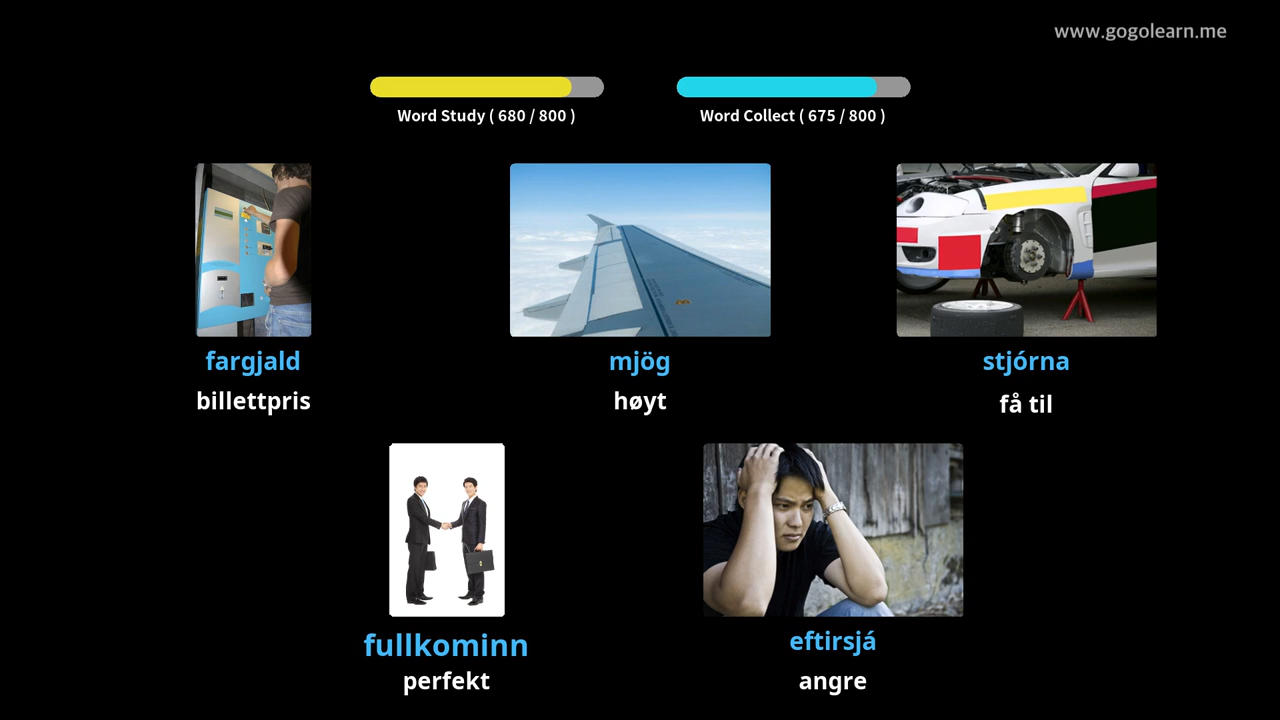 www.gogolearn.me
Word Study ( 680 / 800 )
Word Collect ( 675 / 800 )
fargjald
billettpris
mjög
høyt
stjórna
få til
fullkominn
perfekt
eftirsjá
angre